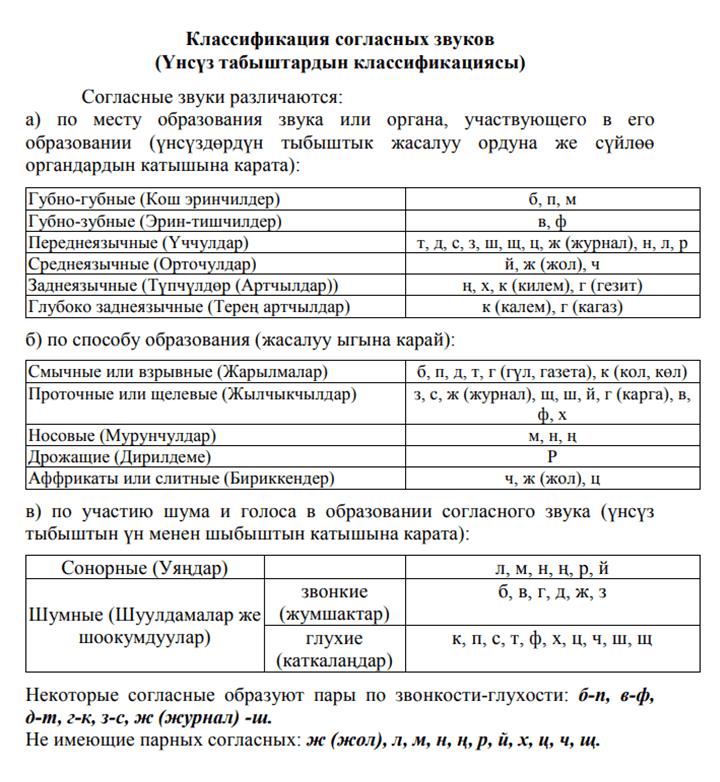 Классификация согласных звуков
(Үнсүз табыштардын классификациясы)
Согласные звуки различаются:
а) по месту образования звука или органа, участвующего в его
образовании (үнсүздөрдүн тыбыштык жасалуу ордуна же сүйлөө
органдардын катышына карата):
Губно-губные (Кош эринчилдер) б, п, м
Губно-зубные (Эрин-тишчилдер) в, ф
Переднеязычные (Үччулдар) т, д, с, з, ш, щ, ц, ж (журнал), н, л, р
Среднеязычные (Орточулдар) й, ж (жол), ч
Заднеязычные (Түпчүлдөр (Артчылдар)) ң, х, к (килем), г (гезит)
Глубоко заднеязычные (Терең артчылдар) к (калем), г (кагаз)
б) по способу образования (жасалуу ыгына карай):
Смычные или взрывные (Жарылмалар) б, п, д, т, г (гүл, газета), к (кол, көл)
Проточные или щелевые (Жылчыкчылдар) з, с, ж (журнал), щ, ш, й, г (карга), в,
ф, х
Носовые (Мурунчулдар) м, н, ң
Дрожащие (Дирилдеме) Р
Аффрикаты или слитные (Бириккендер) ч, ж (жол), ц
в) по участию шума и голоса в образовании согласного звука (үнсүз
тыбыштын үн менен шыбыштын катышына карата):
Сонорные (Уяңдар) л, м, н, ң, р, й
Шумные (Шуулдамалар же
шоокумдуулар)
звонкие
(жумшактар)
б, в, г, д, ж, з
глухие
(каткалаңдар)
к, п, с, т, ф, х, ц, ч, ш, щ
Некоторые согласные образуют пары по звонкости-глухости: б-п, в-ф,
д-т, г-к, з-с, ж (журнал) -ш.
Не имеющие парных согласных: ж (жол), л, м, н, ң, р, й, х, ц, ч, щ.